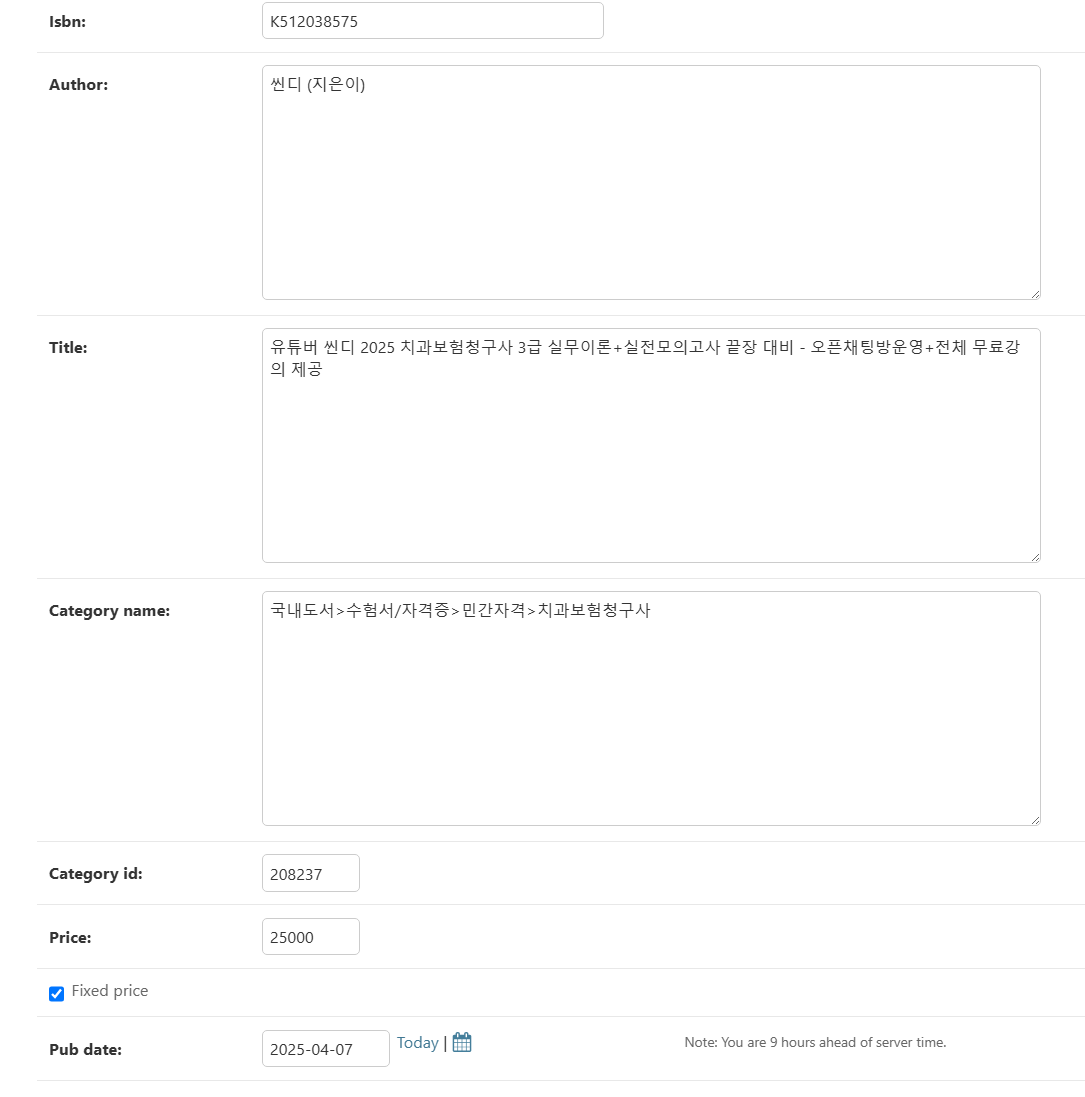 Isbn:
K512038575
Author:
씬디 (지은이)
Title:
유튜버 씬디 2025 치과보험청구사 3급 실무이론+실전모의고사 끝장 대비 - 오픈채팅방운영+전체 무료강
의 제공
Category name:
국내도서>수험서/자격증>민간자격>치과보험청구사
Category id:
208237
Price:
25000
Fixed price
Pub date:
2025-04-07
Today |
Note: You are 9 hours ahead of server time.